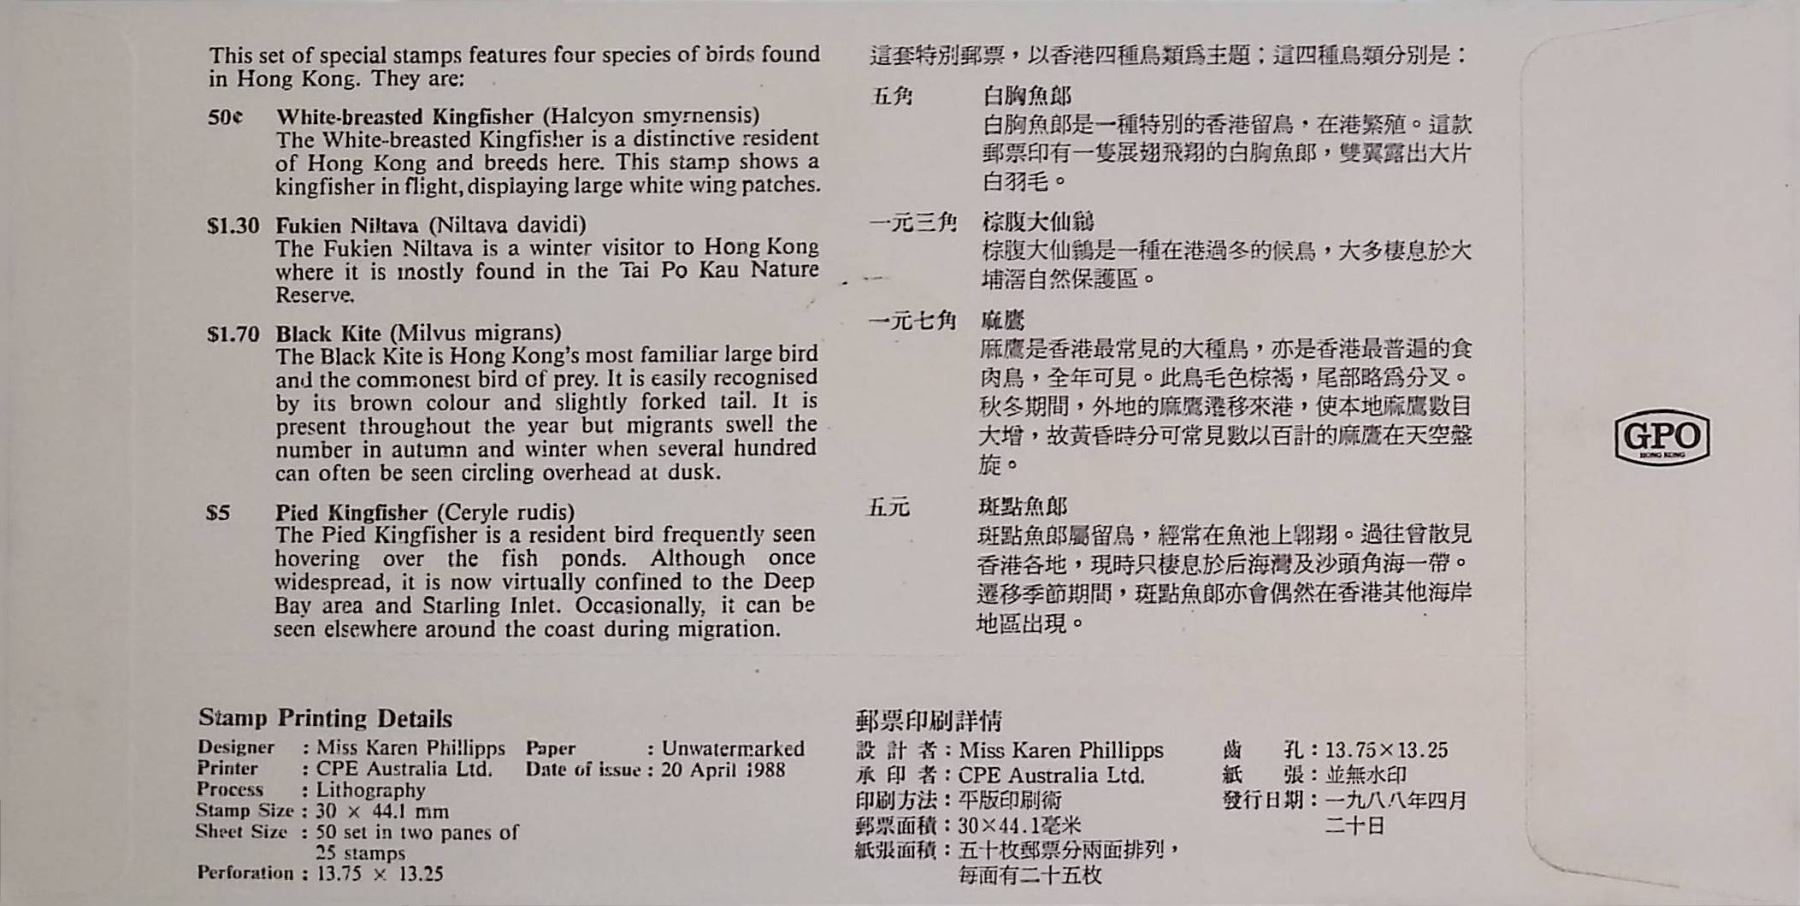 This set of special stamps features four species of birds found
in Hong Kong. They are:
50¢ White-breasted Kingfisher (Halcyon smyrnensis)
The White-breasted Kingfisher is a distinctive resident
of Hong Kong and breeds here. This stamp shows a
kingfisher in flight, displaying large white wing patches.
$1.30 Fukien Niltava (Niltava davidi)
The Fukien Niltava is a winter visitor to Hong Kong
where it is mostly found in the Tai Po Kau Nature
Reserve.
$1.70 Black Kite (Milvus migrans)
The Black Kite is Hong Kong's most familiar large bird
and the commonest bird of prey. It is easily recognised
by its brown colour and slightly forked tail. It is
present throughout the year but migrants swell the
number in autumn and winter when several hundred
can often be seen circling overhead at dusk.
$5 Pied Kingfisher (Ceryle rudis)
The Pied Kingfisher is a resident bird frequently seen
hovering over the fish ponds. Although once
widespread, it is now virtually confined to the Deep
Bay area and Starling Inlet. Occasionally, it can be
seen elsewhere around the coast during migration.
這套特別郵票，以香港四種鳥類爲主題；這四種鳥類分別是：
五角 白胸魚郎
白胸魚郎是一種特別的香港留鳥，在港繁殖。這款
郵票印有一隻展翅飛翔的白胸魚郎，雙翼露出大片
白羽毛。
一元三角 棕腹大仙鶲
棕腹大仙鶲是一種在港過冬的候鳥，大多棲息於大
埔滘自然保護區。
一元七角 麻鷹
麻鷹是香港最常見的大種鳥，亦是香港最普遍的食
肉鳥，全年可見。此鳥毛色棕褐，尾部略爲分叉。
秋冬期間，外地的麻鷹遷移來港，使本地麻鷹數目
大增，故黃昏時分可常見數以百計的麻鷹在天空盤
旋。
五元 斑點魚郎
斑點魚郎屬留鳥，經常在魚池上翺翔。過往曾散見
香港各地，現時只棲息於后海灣及沙頭角海一帶。
遷移季節期間，斑點魚郎亦會偶然在香港其他海岸
地區出現。
GPO
HONG KONG
Stamp Printing Details
Designer : Miss Karen Phillipps Paper : Unwatermarked
Printer : CPE Australia Ltd. Date of issue : 20 April 1988
Process : Lithography
Stamp Size : 30 × 44.1 mm
Sheet Size : 50 set in two panes of
25 stamps
Perforation : 13.75 × 13.25
郵票印刷詳情
設計者：Miss Karen Phillipps 齒孔：13.75×13.25
承印者：CPE Australia Ltd. 紙張：並無水印
印刷方法：平版印刷術 發行日期：一九八八年四月
郵票面積：30×44.1毫米 二十日
紙張面積：五十枚郵票分兩面排列，
每面有二十五枚